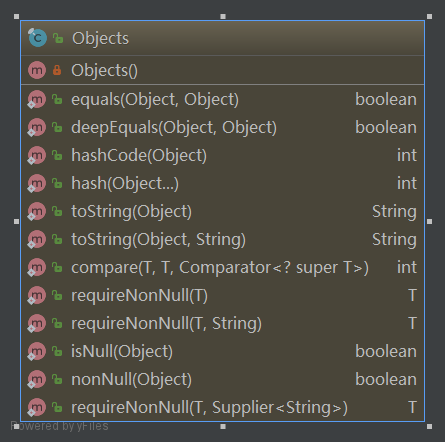 Objects
Objects()
equals(Object, Object) boolean
deepEquals(Object, Object) boolean
hashCode(Object) int
hash(Object...) int
toString(Object) String
toString(Object, String) String
compare(T, T, Comparator<? super T>) int
requireNonNull(T) T
requireNonNull(T, String) T
isNull(Object) boolean
nonNull(Object) boolean
requireNonNull(T, Supplier<String>) T
Powered by yFiles